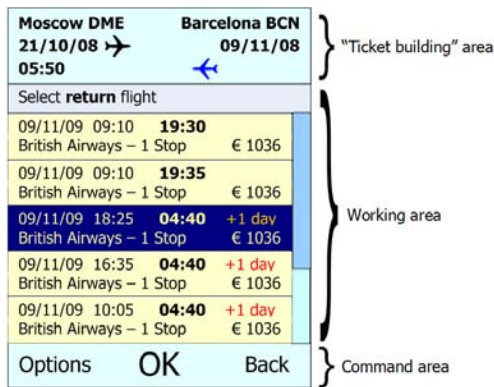 Moscow DME Barcelona BCN
21/10/08 09/11/08
05:50
"Ticket building" area
Select return flight
09/11/09 09:10 19:30
British Airways – 1 Stop € 1036
09/11/09 09:10 19:35
British Airways – 1 Stop € 1036
09/11/09 18:25 04:40 +1 day
British Airways – 1 Stop € 1036
Working area
09/11/09 16:35 04:40 +1 day
British Airways – 1 Stop € 1036
09/11/09 10:05 04:40 +1 day
British Airways – 1 Stop € 1036
Options OK Back
Command area